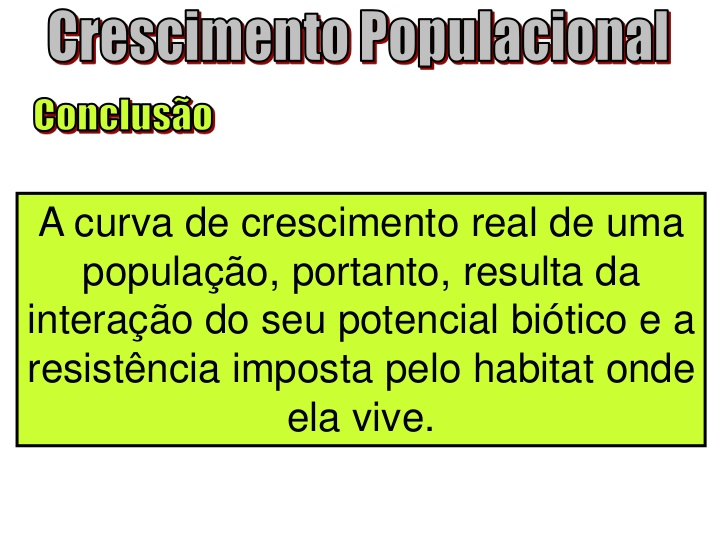 Crescimento Populacional
Conclusão
A curva de crescimento real de uma
população, portanto, resulta da
interação do seu potencial biótico e a
resistência imposta pelo habitat onde
ela vive.